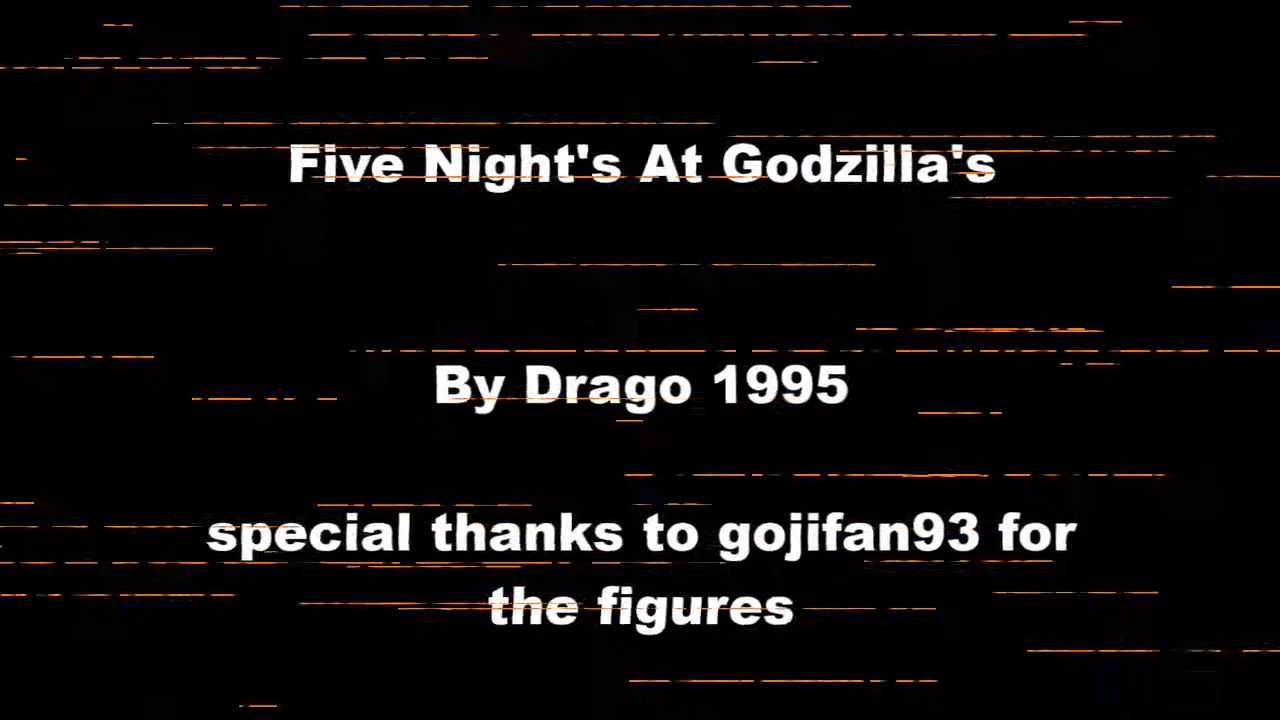 Five Night's At Godzilla's
By Drago 1995
special thanks to gojifan93 for
the figures